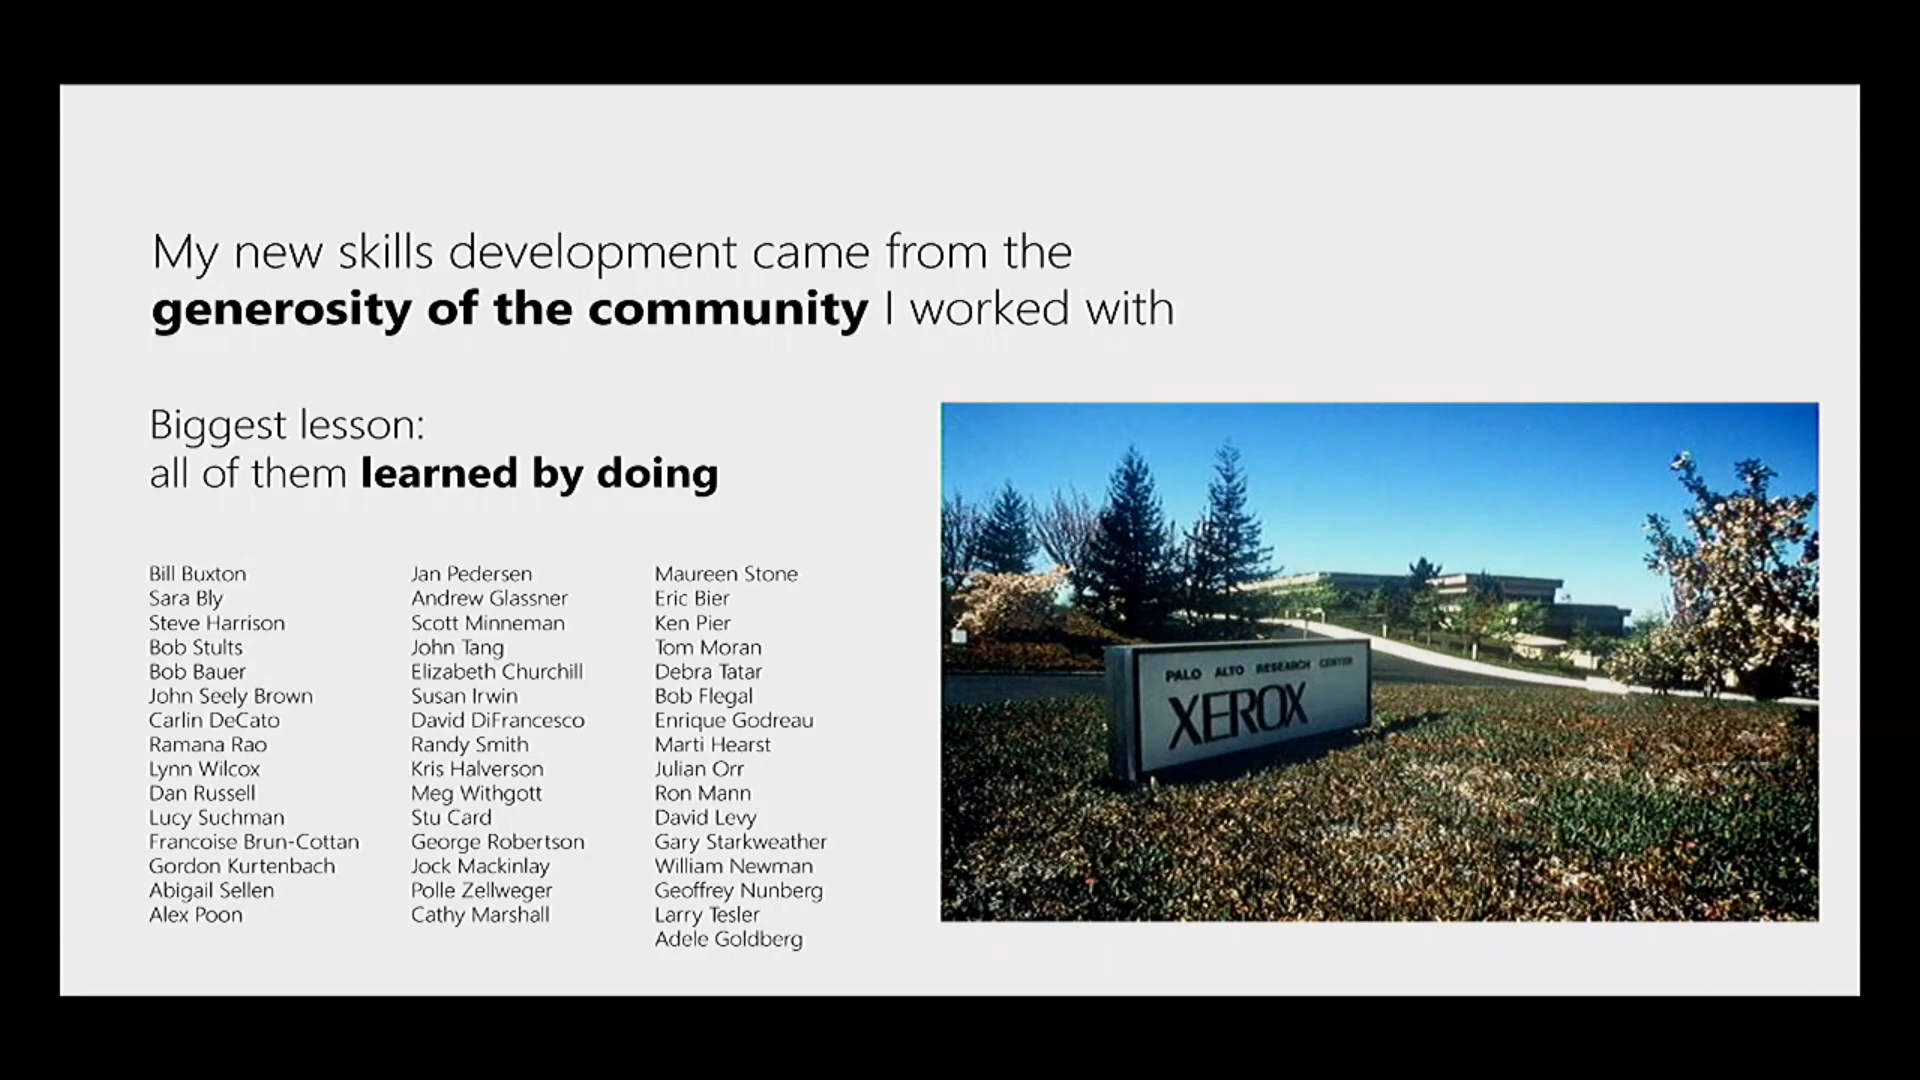 My new skills development came from the
generosity of the community I worked with
Biggest lesson:
all of them learned by doing
Bill Buxton
Sara Bly
Steve Harrison
Bob Stults
Bob Bauer
John Seely Brown
Carlin DeCato
Ramana Rao
Lynn Wilcox
Dan Russell
Lucy Suchman
Francoise Brun-Cottan
Gordon Kurtenbach
Abigail Sellen
Alex Poon
Jan Pedersen
Andrew Glassner
Scott Minneman
John Tang
Elizabeth Churchill
Susan Irwin
David DiFrancesco
Randy Smith
Kris Halverson
Meg Withgott
Stu Card
George Robertson
Jock Mackinlay
Polle Zellweger
Cathy Marshall
Maureen Stone
Eric Bier
Ken Pier
Tom Moran
Debra Tatar
Bob Flegal
Enrique Godreau
Marti Hearst
Julian Orr
Ron Mann
David Levy
Gary Starkweather
William Newman
Geoffrey Nunberg
Larry Tesler
Adele Goldberg
PALO ALTO RESEARCH CENTER
XEROX